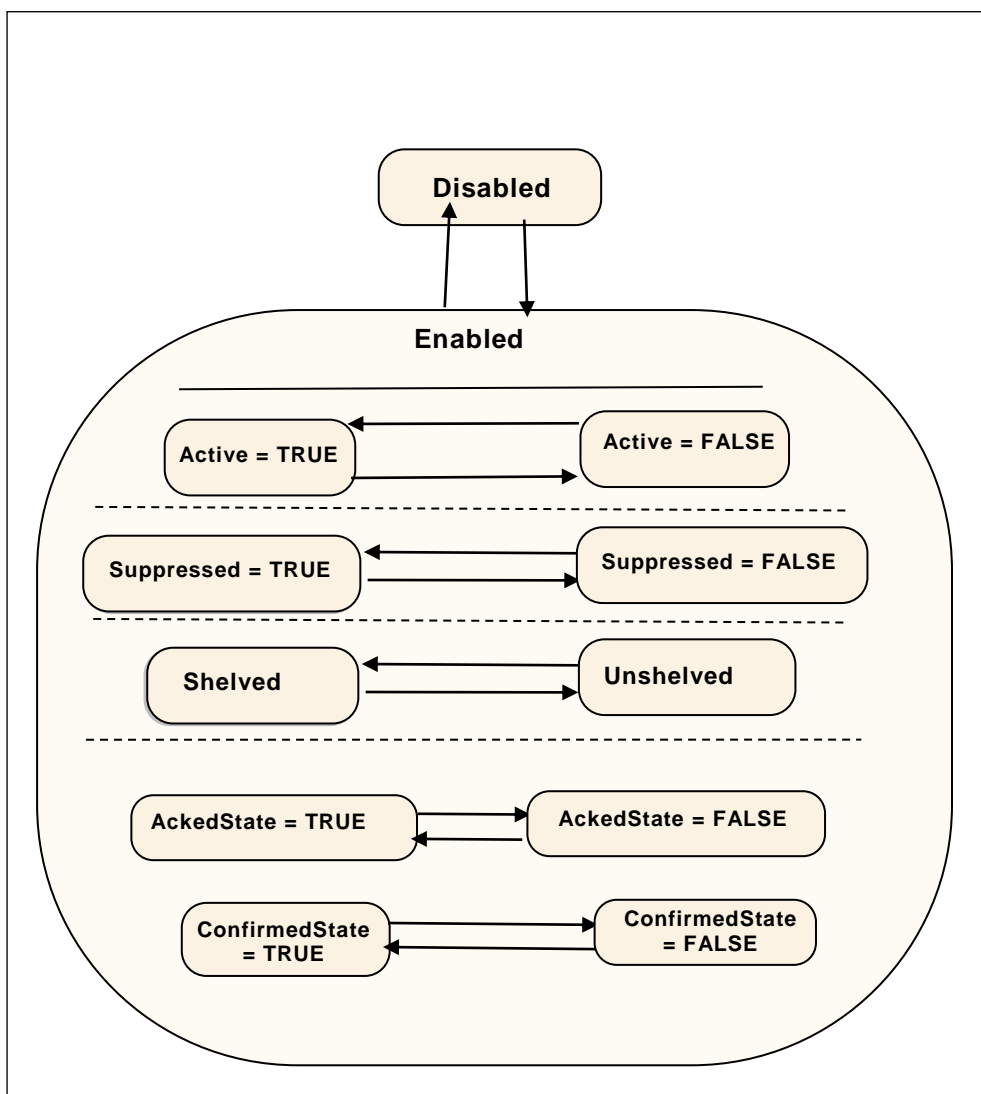 Disabled
Enabled
Active = TRUE
Active = FALSE
Suppressed = TRUE
Suppressed = FALSE
Shelved
Unshelved
AckedState = TRUE
AckedState = FALSE
ConfirmedState
= TRUE
ConfirmedState
= FALSE